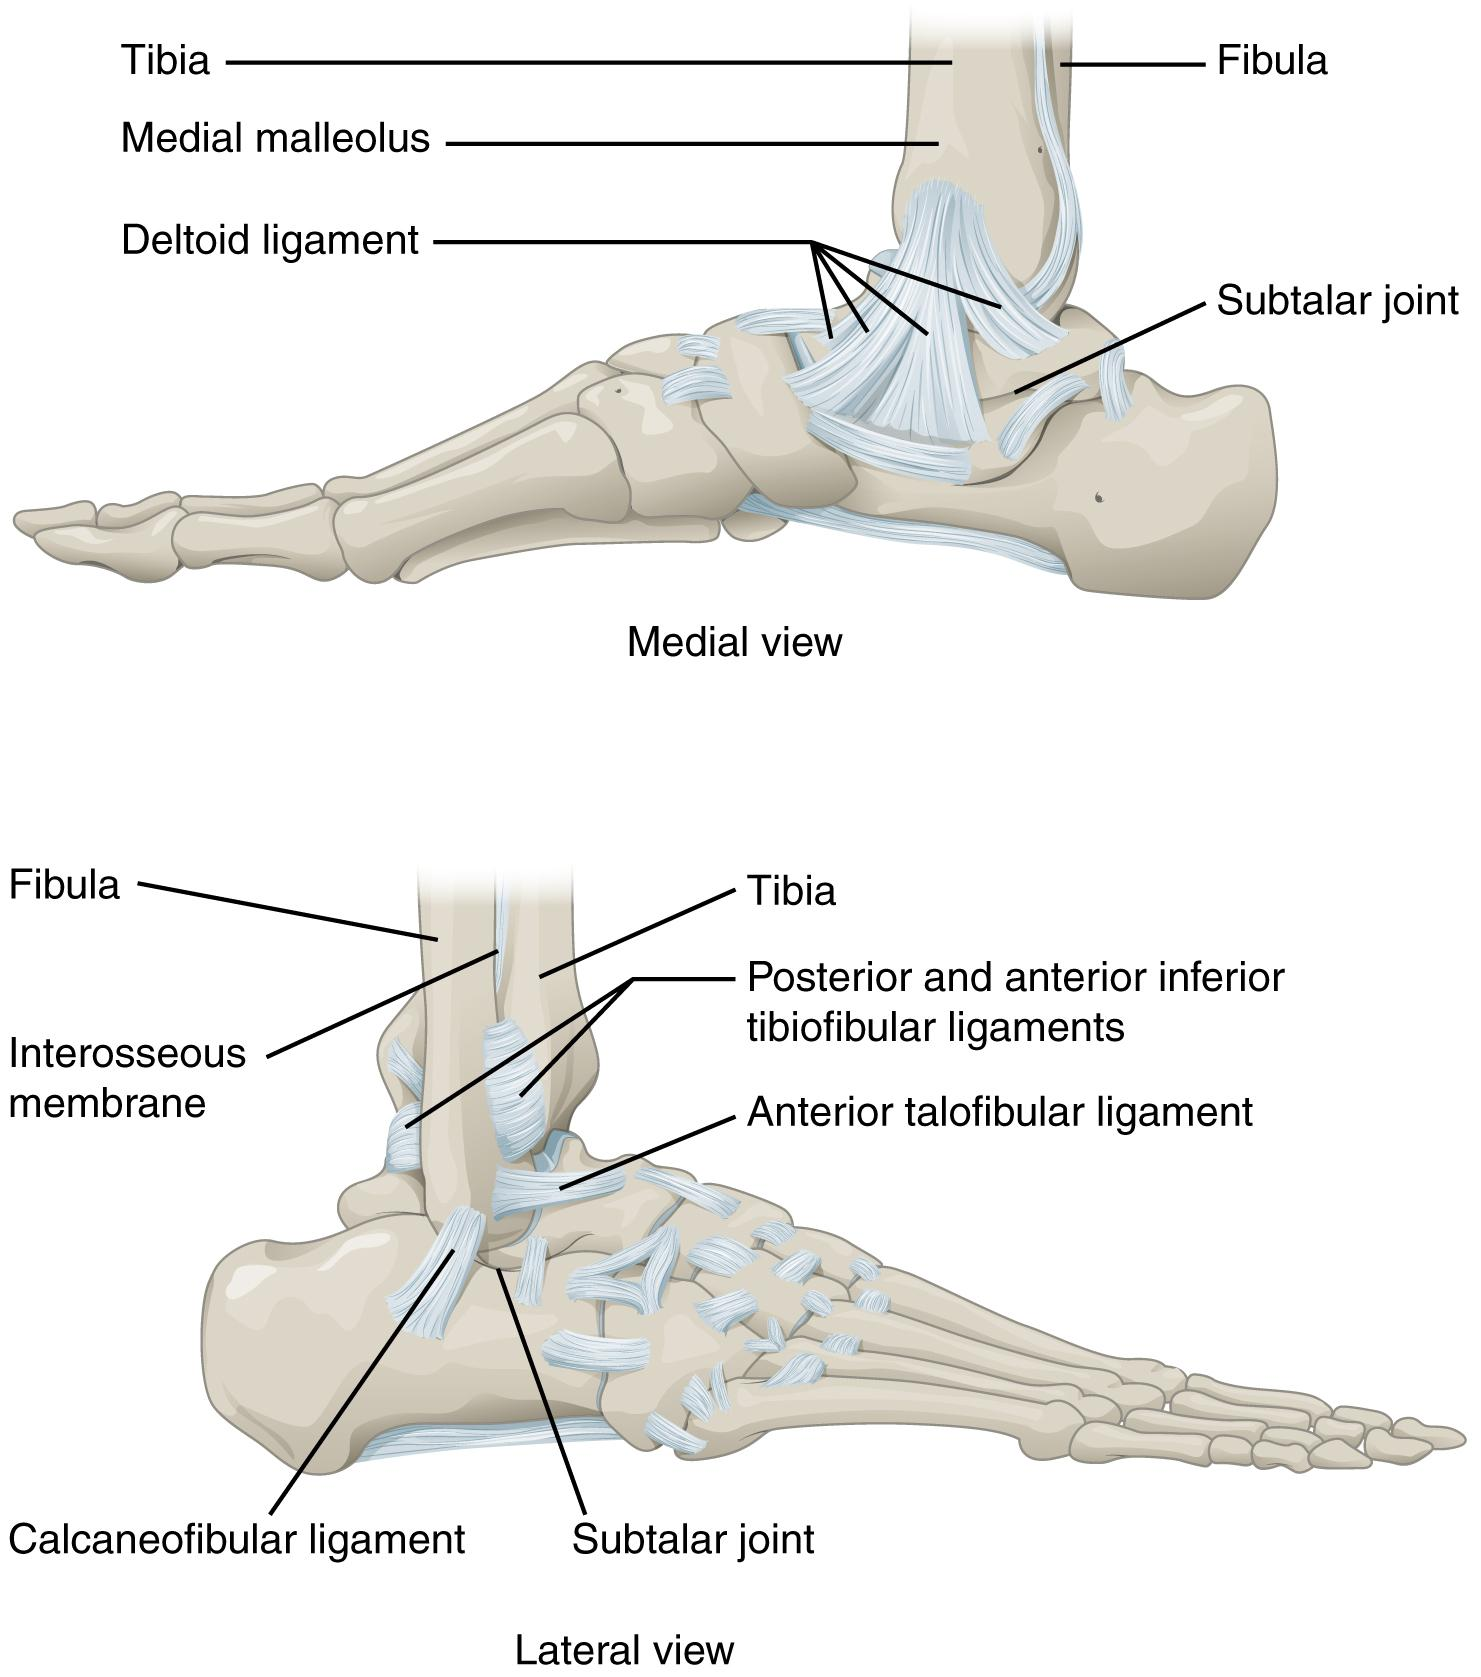 Tibia
Fibula
Medial malleolus
Deltoid ligament
Subtalar joint
Medial view
Fibula
Tibia
Posterior and anterior inferior
tibiofibular ligaments
Interosseous
membrane
Anterior talofibular ligament
Calcaneofibular ligament
Subtalar joint
Lateral view